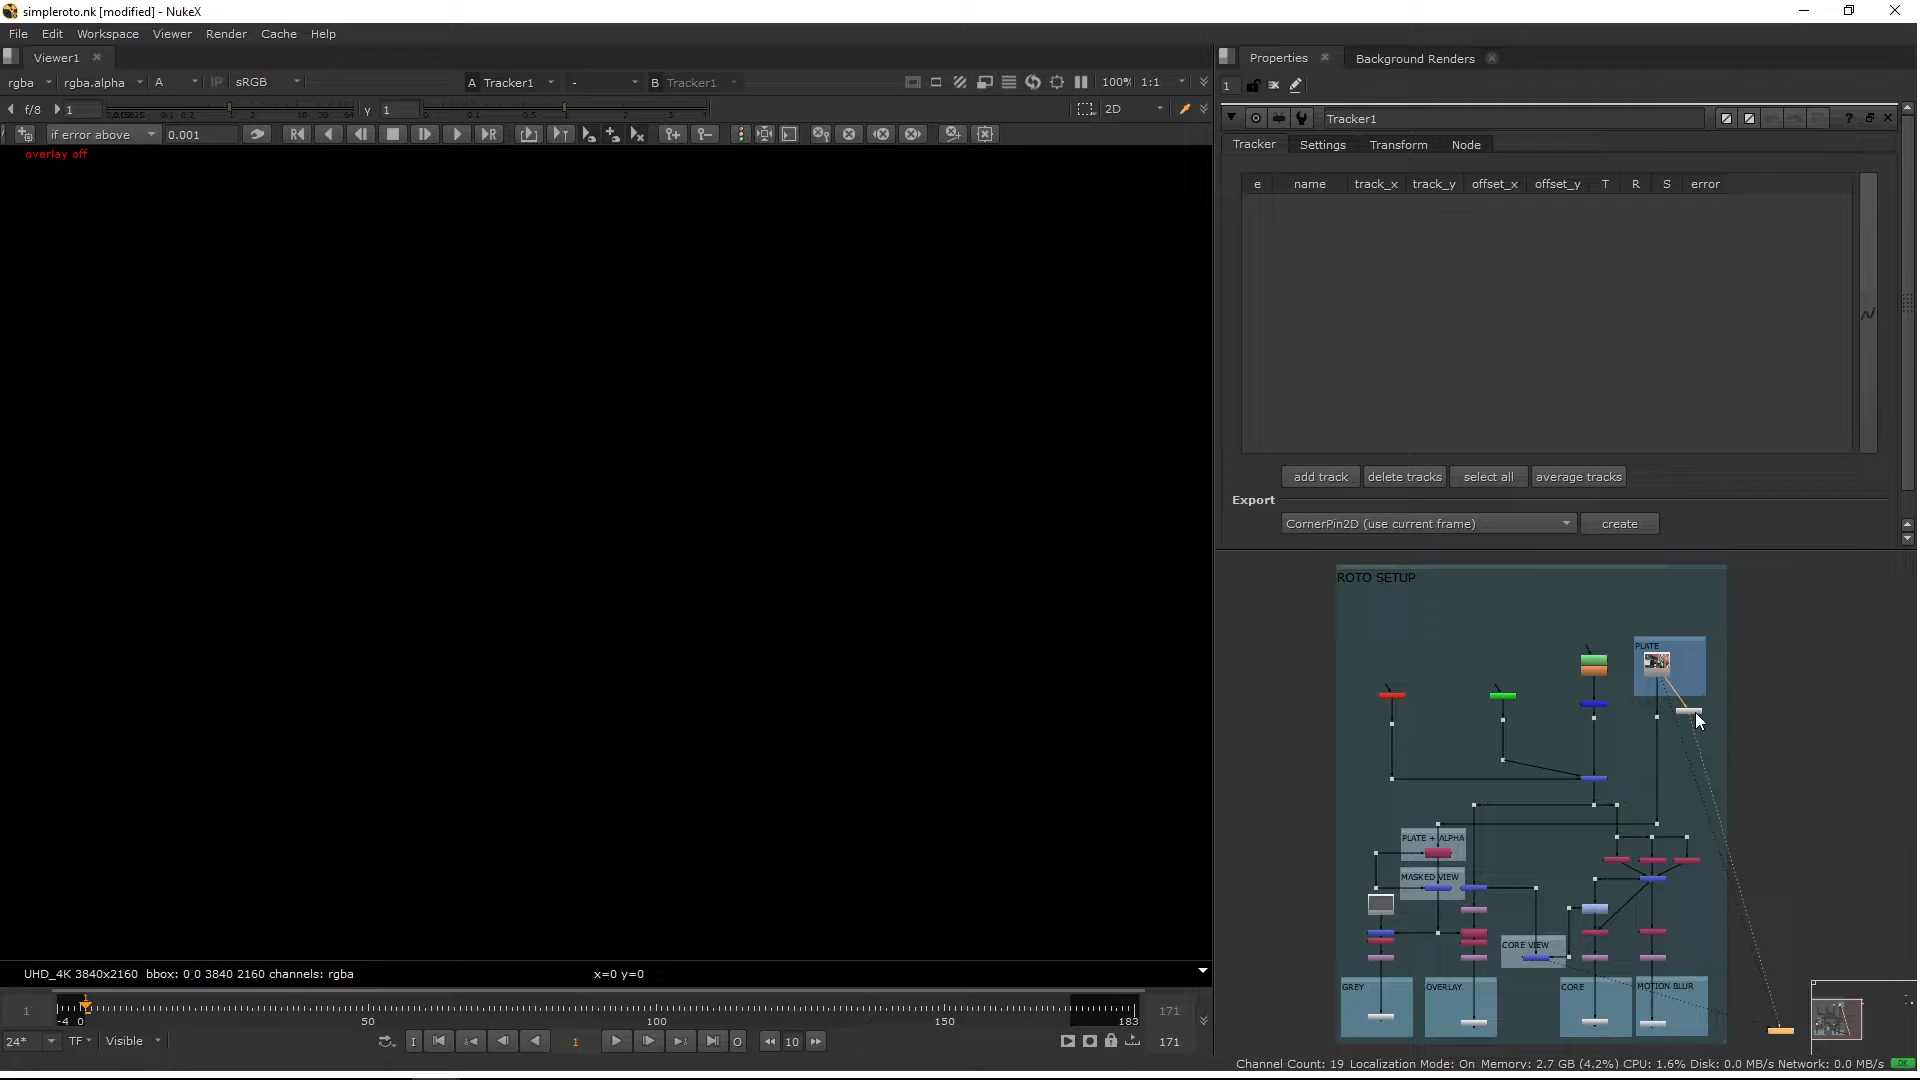 simpleroto.nk [modified] - NukeX
File Edit Workspace Viewer Render Cache Help
Viewer1
rgba rgba.alpha A IP sRGB A Tracker1 - B Tracker1 100% 1:1
f/8 1 Y 1 2D
if error above 0.001
overlay off
UHD_4K 3840x2160 bbox: 0 0 3840 2160 channels: rgba x=0 y=0
1 1 171
-4 0 50 100 150 183
24* TF Visible I 1 O 10 171
Properties Background Renders
1
Tracker1
Tracker Settings Transform Node
e name track_x track_y offset_x offset_y T R S error
add track delete tracks select all average tracks
Export
CornerPin2D (use current frame) create
ROTO SETUP
PLATE
PLATE + ALPHA
MASKED VIEW
CORE VIEW
GREY OVERLAY CORE MOTION BLUR
Channel Count: 19 Localization Mode: On Memory: 2.7 GB (4.2%) CPU: 1.6% Disk: 0.0 MB/s Network: 0.0 MB/s